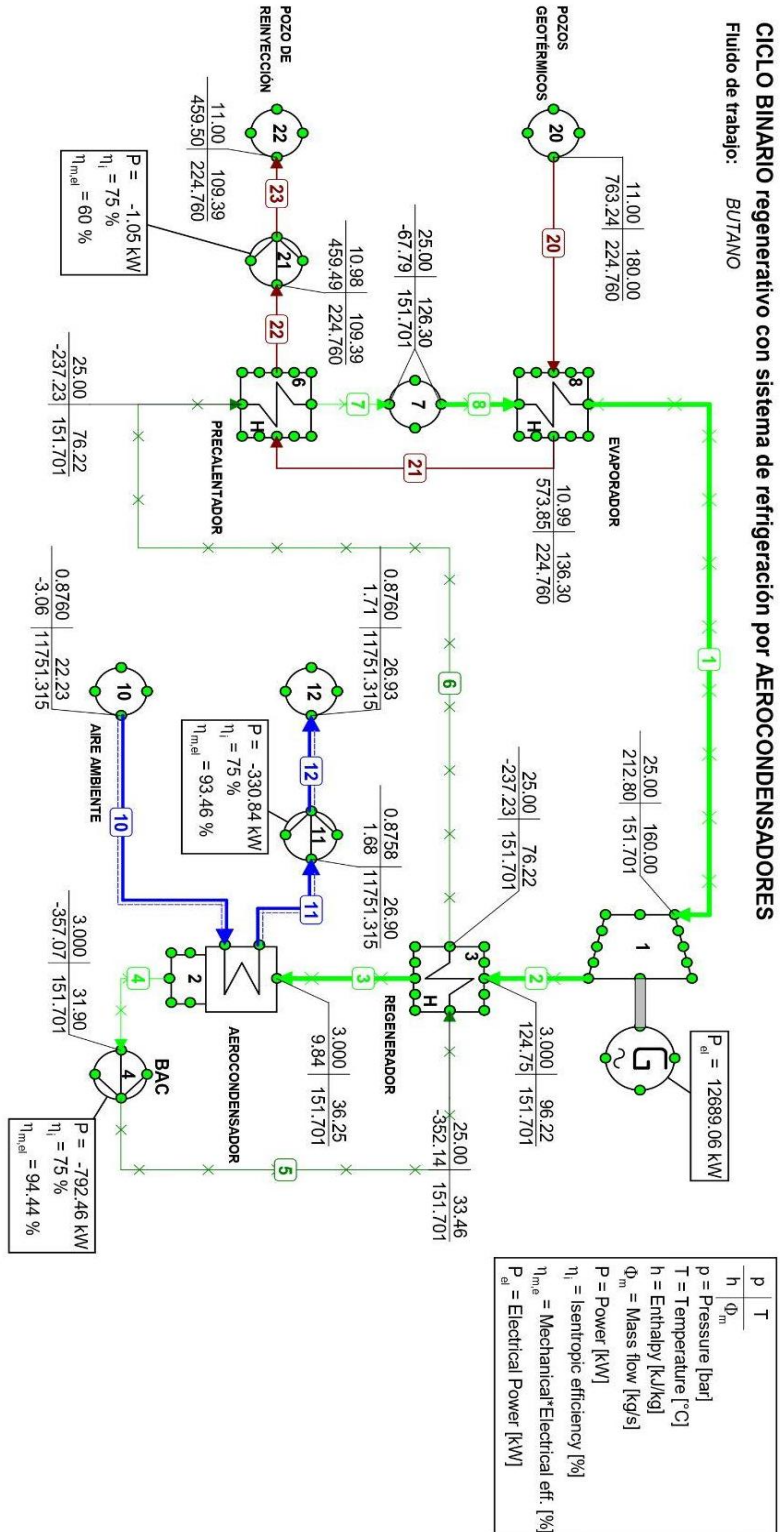 CICLO BINARIO regenerativo con sistema de refrigeración por AEROCONDENSADORES
Fluido de trabajo: BUTANO
p | T
h | Φm
p = Pressure [bar]
T = Temperature [°C]
h = Enthalpy [kJ/kg]
Φm = Mass flow [kg/s]
P = Power [kW]
ηi = Isentropic efficiency [%]
ηm,e = Mechanical*Electrical eff. [%]
Pel = Electrical Power [kW]
POZOS
GEOTÉRMICOS
20
11.00 | 180.00
763.24 | 224.760
20
8
H
EVAPORADOR
1
25.00 | 160.00
212.80 | 151.701
1
G
~
Pel = 12689.06 kW
25.00 | 126.30
-67.79 | 151.701
7
8
7
21
10.99 | 136.30
573.85 | 224.760
2
3.000 | 96.22
124.75 | 151.701
POZO DE
REINYECCIÓN
22
11.00 | 109.39
459.50 | 224.760
23
21
10.98 | 109.39
459.49 | 224.760
22
6
H
PRECALENTADOR
P = -1.05 kW
ηi = 75 %
ηm,el = 60 %
25.00 | 76.22
-237.23 | 151.701
6
25.00 | 76.22
-237.23 | 151.701
3
H
REGENERADOR
25.00 | 33.46
-352.14 | 151.701
0.8760 | 26.93
1.71 | 11751.315
12
12
11
0.8758 | 26.90
1.68 | 11751.315
11
P = -330.84 kW
ηi = 75 %
ηm,el = 93.46 %
3
3.000 | 36.25
9.84 | 151.701
0.8760 | 22.23
-3.06 | 11751.315
10
AIRE AMBIENTE
10
2
AEROCONDENSADOR
3.000 | 31.90
-357.07 | 151.701
4
BAC
4
5
P = -792.46 kW
ηi = 75 %
ηm,el = 94.44 %